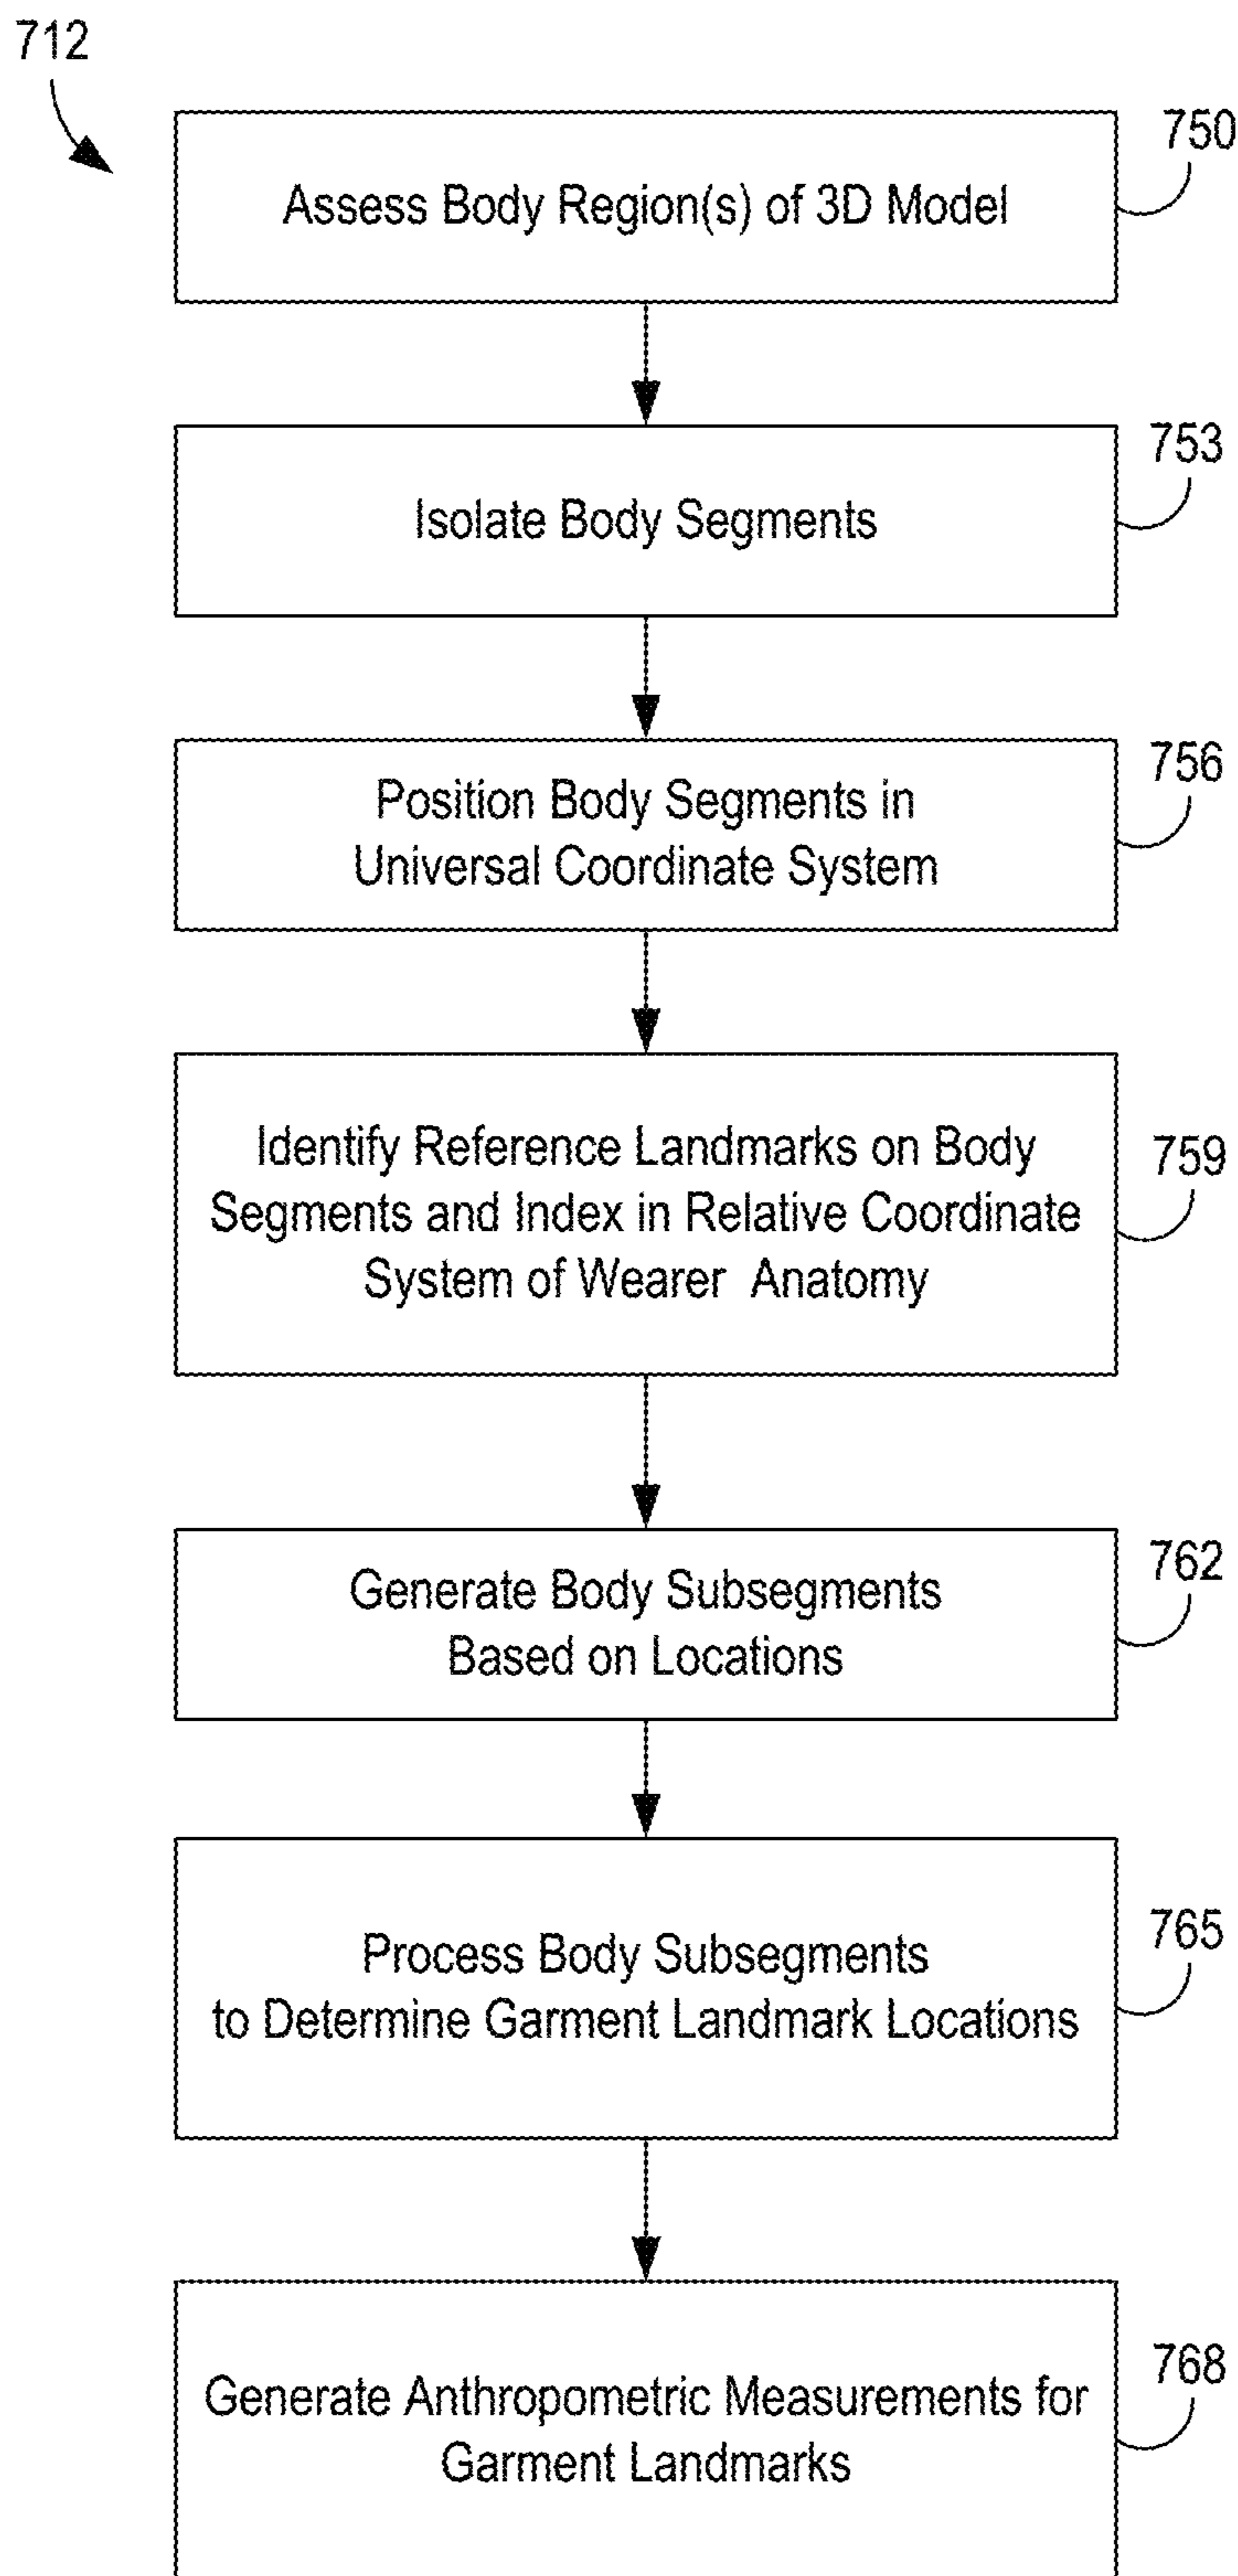 712
750
Assess Body Region(s) of 3D Model
753
Isolate Body Segments
756
Position Body Segments in
Universal Coordinate System
759
Identify Reference Landmarks on Body
Segments and Index in Relative Coordinate
System of Wearer Anatomy
762
Generate Body Subsegments
Based on Locations
765
Process Body Subsegments
to Determine Garment Landmark Locations
768
Generate Anthropometric Measurements for
Garment Landmarks